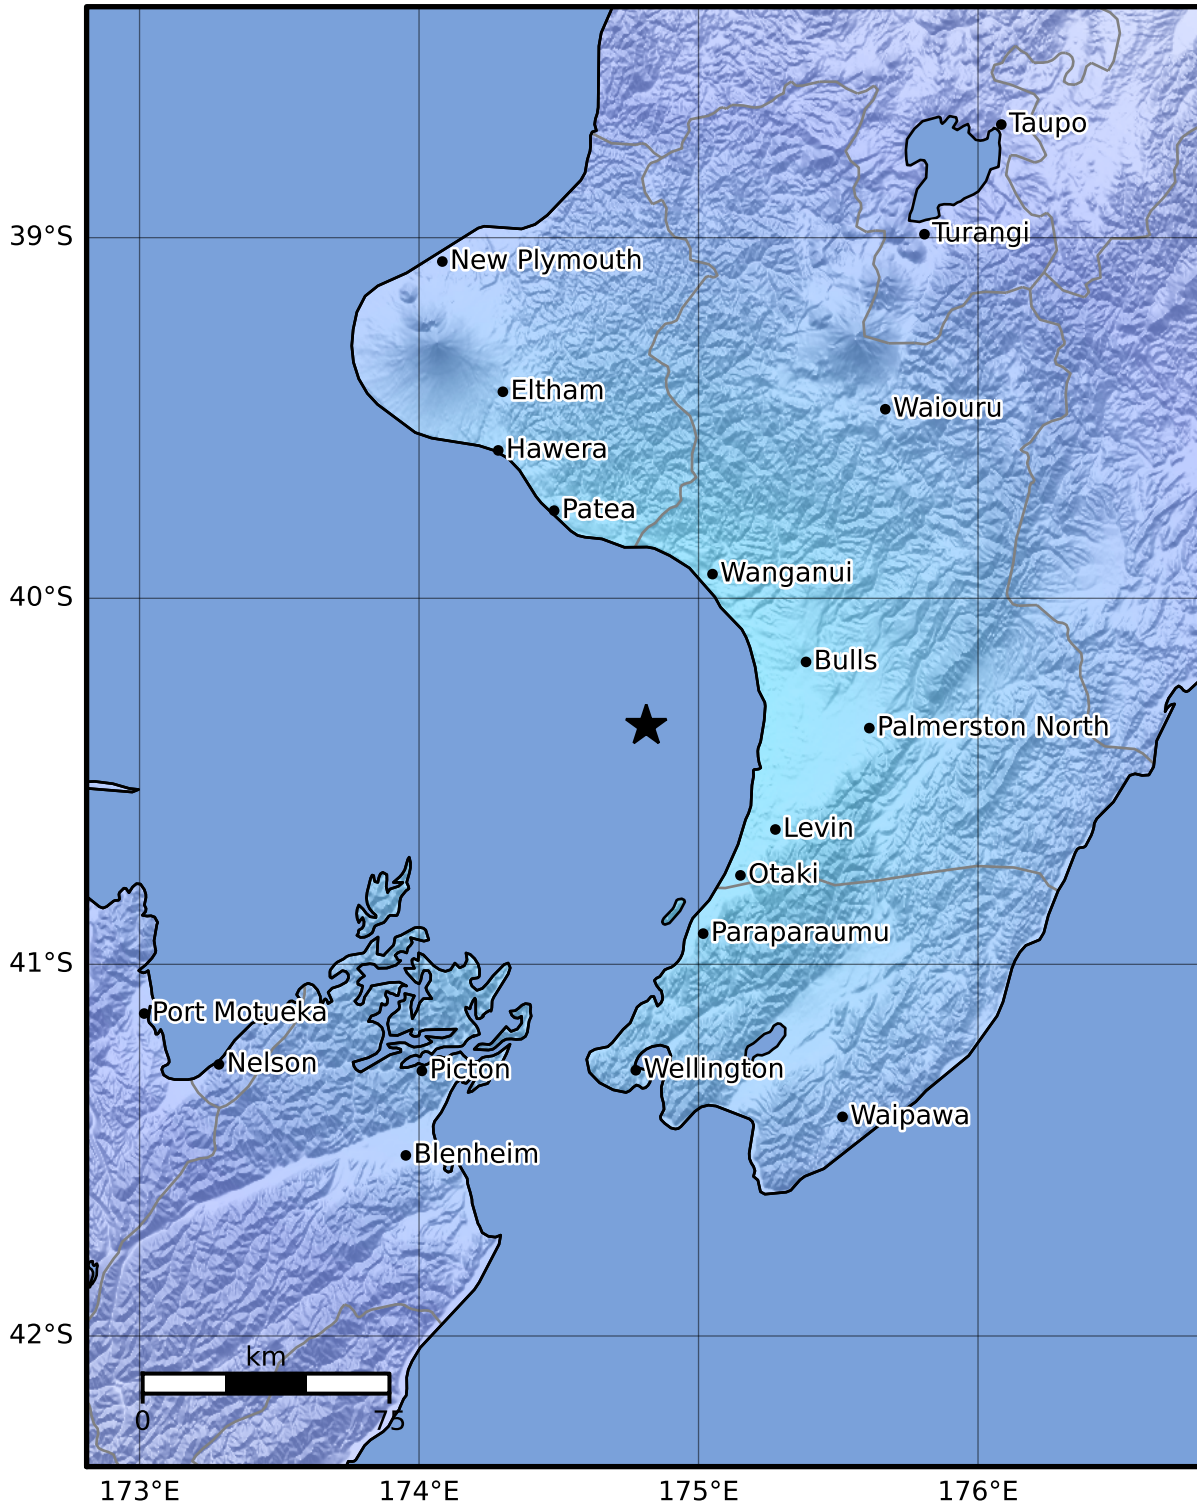 Taupo
39°S
Turangi
New Plymouth
Eltham
Waiouru
Hawera
Patea
Wanganui
40°S
Bulls
Palmerston North
Levin
Otaki
Paraparaumu
41°S
Port Motueka
Nelson
Picton
Wellington
Waipawa
Blenheim
42°S
km
0 75
173°E 174°E 175°E 176°E